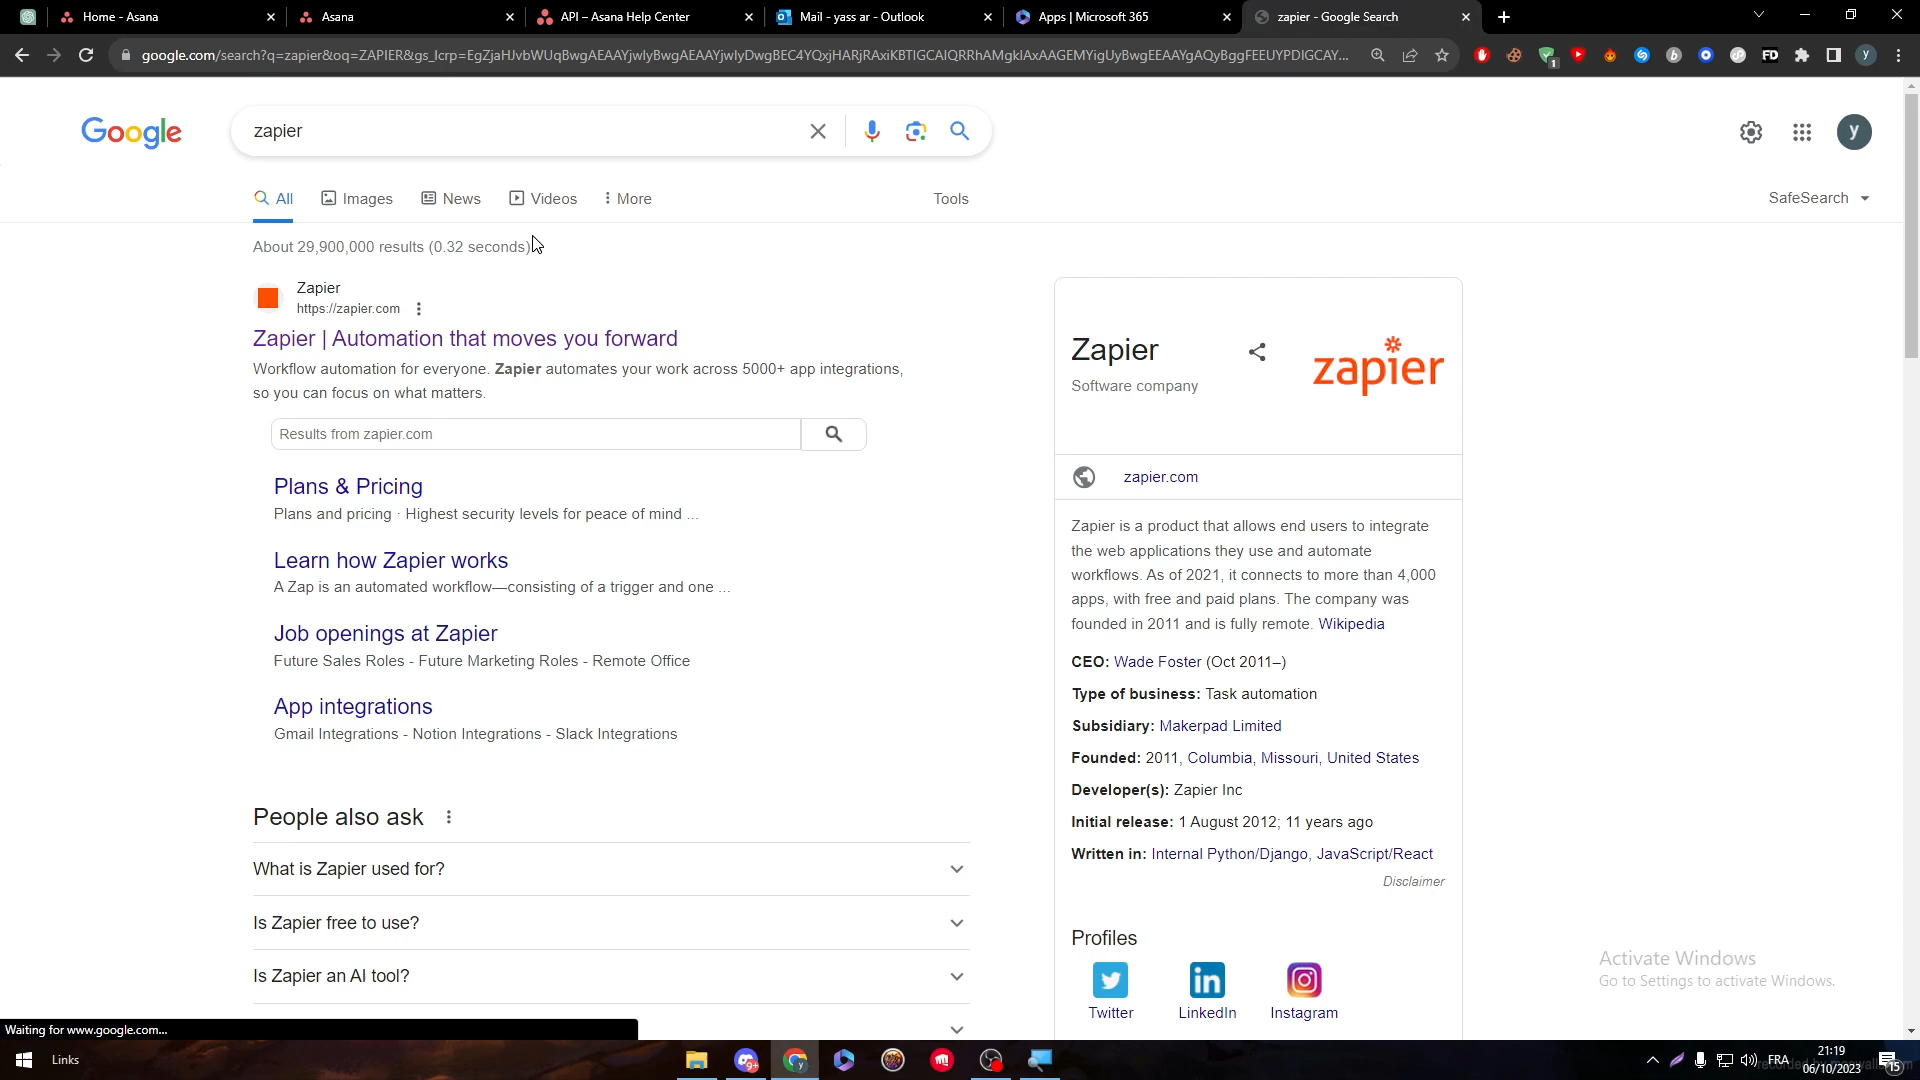 Home - Asana
Asana
API – Asana Help Center
Mail - yass ar - Outlook
Apps | Microsoft 365
zapier - Google Search
google.com/search?q=zapier&oq=ZAPIER&gs_lcrp=EgZjaHJvbWUqBwgAEAAYjwIyBwgAEAAYjwIyDwgBEC4YQxjHARjRAxiKBTIGCAIQRRhAMgkIAxAAGEMYigUyBwgEEAAYgAQyBggFEEUYPDIGCAY...
1
FD
y
Google
zapier
y
All
Images
News
Videos
More
Tools
SafeSearch
About 29,900,000 results (0.32 seconds)
Zapier
https://zapier.com
Zapier | Automation that moves you forward
Workflow automation for everyone. Zapier automates your work across 5000+ app integrations,
so you can focus on what matters.
Results from zapier.com
Plans & Pricing
Plans and pricing · Highest security levels for peace of mind ...
Learn how Zapier works
A Zap is an automated workflow—consisting of a trigger and one ...
Job openings at Zapier
Future Sales Roles - Future Marketing Roles - Remote Office
App integrations
Gmail Integrations - Notion Integrations - Slack Integrations
People also ask
What is Zapier used for?
Is Zapier free to use?
Is Zapier an AI tool?
Zapier
Software company
zapier
zapier.com
Zapier is a product that allows end users to integrate
the web applications they use and automate
workflows. As of 2021, it connects to more than 4,000
apps, with free and paid plans. The company was
founded in 2011 and is fully remote. Wikipedia
CEO: Wade Foster (Oct 2011–)
Type of business: Task automation
Subsidiary: Makerpad Limited
Founded: 2011, Columbia, Missouri, United States
Developer(s): Zapier Inc
Initial release: 1 August 2012; 11 years ago
Written in: Internal Python/Django, JavaScript/React
Disclaimer
Profiles
Twitter
LinkedIn
Instagram
Activate Windows
Go to Settings to activate Windows.
Waiting for www.google.com...
Links
FRA
21:19
06/10/2023
15